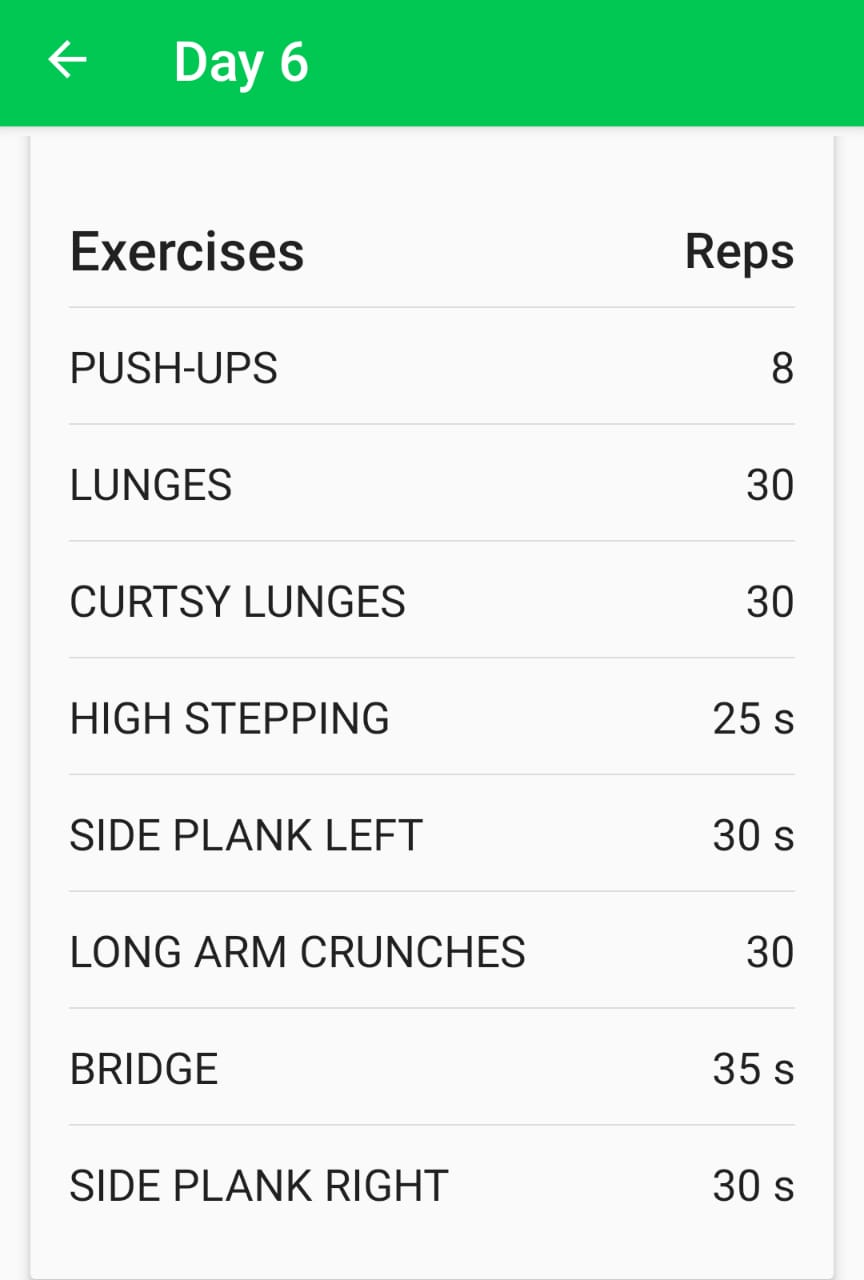 Day 6
Exercises Reps
PUSH-UPS 8
LUNGES 30
CURTSY LUNGES 30
HIGH STEPPING 25 s
SIDE PLANK LEFT 30 s
LONG ARM CRUNCHES 30
BRIDGE 35 s
SIDE PLANK RIGHT 30 s